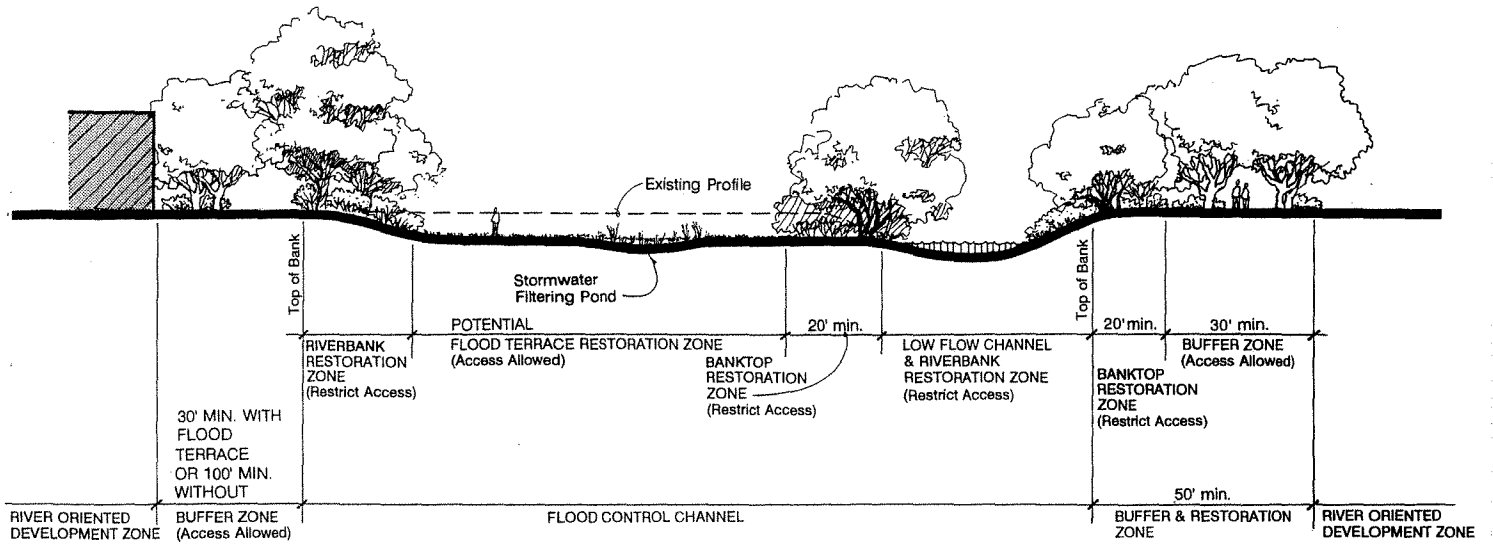 Existing Profile
Stormwater
Filtering Pond
Top of Bank
Top of Bank
RIVERBANK
RESTORATION
ZONE
(Restrict Access)
POTENTIAL
FLOOD TERRACE RESTORATION ZONE
(Access Allowed)
20' min.
BANKTOP
RESTORATION
ZONE
(Restrict Access)
LOW FLOW CHANNEL
& RIVERBANK
RESTORATION ZONE
(Restrict Access)
20' min.
BANKTOP
RESTORATION
ZONE
(Restrict Access)
30' min.
BUFFER ZONE
(Access Allowed)
30' MIN. WITH
FLOOD
TERRACE
OR 100' MIN.
WITHOUT
50' min.
RIVER ORIENTED
DEVELOPMENT ZONE
BUFFER ZONE
(Access Allowed)
FLOOD CONTROL CHANNEL
BUFFER & RESTORATION
ZONE
RIVER ORIENTED
DEVELOPMENT ZONE